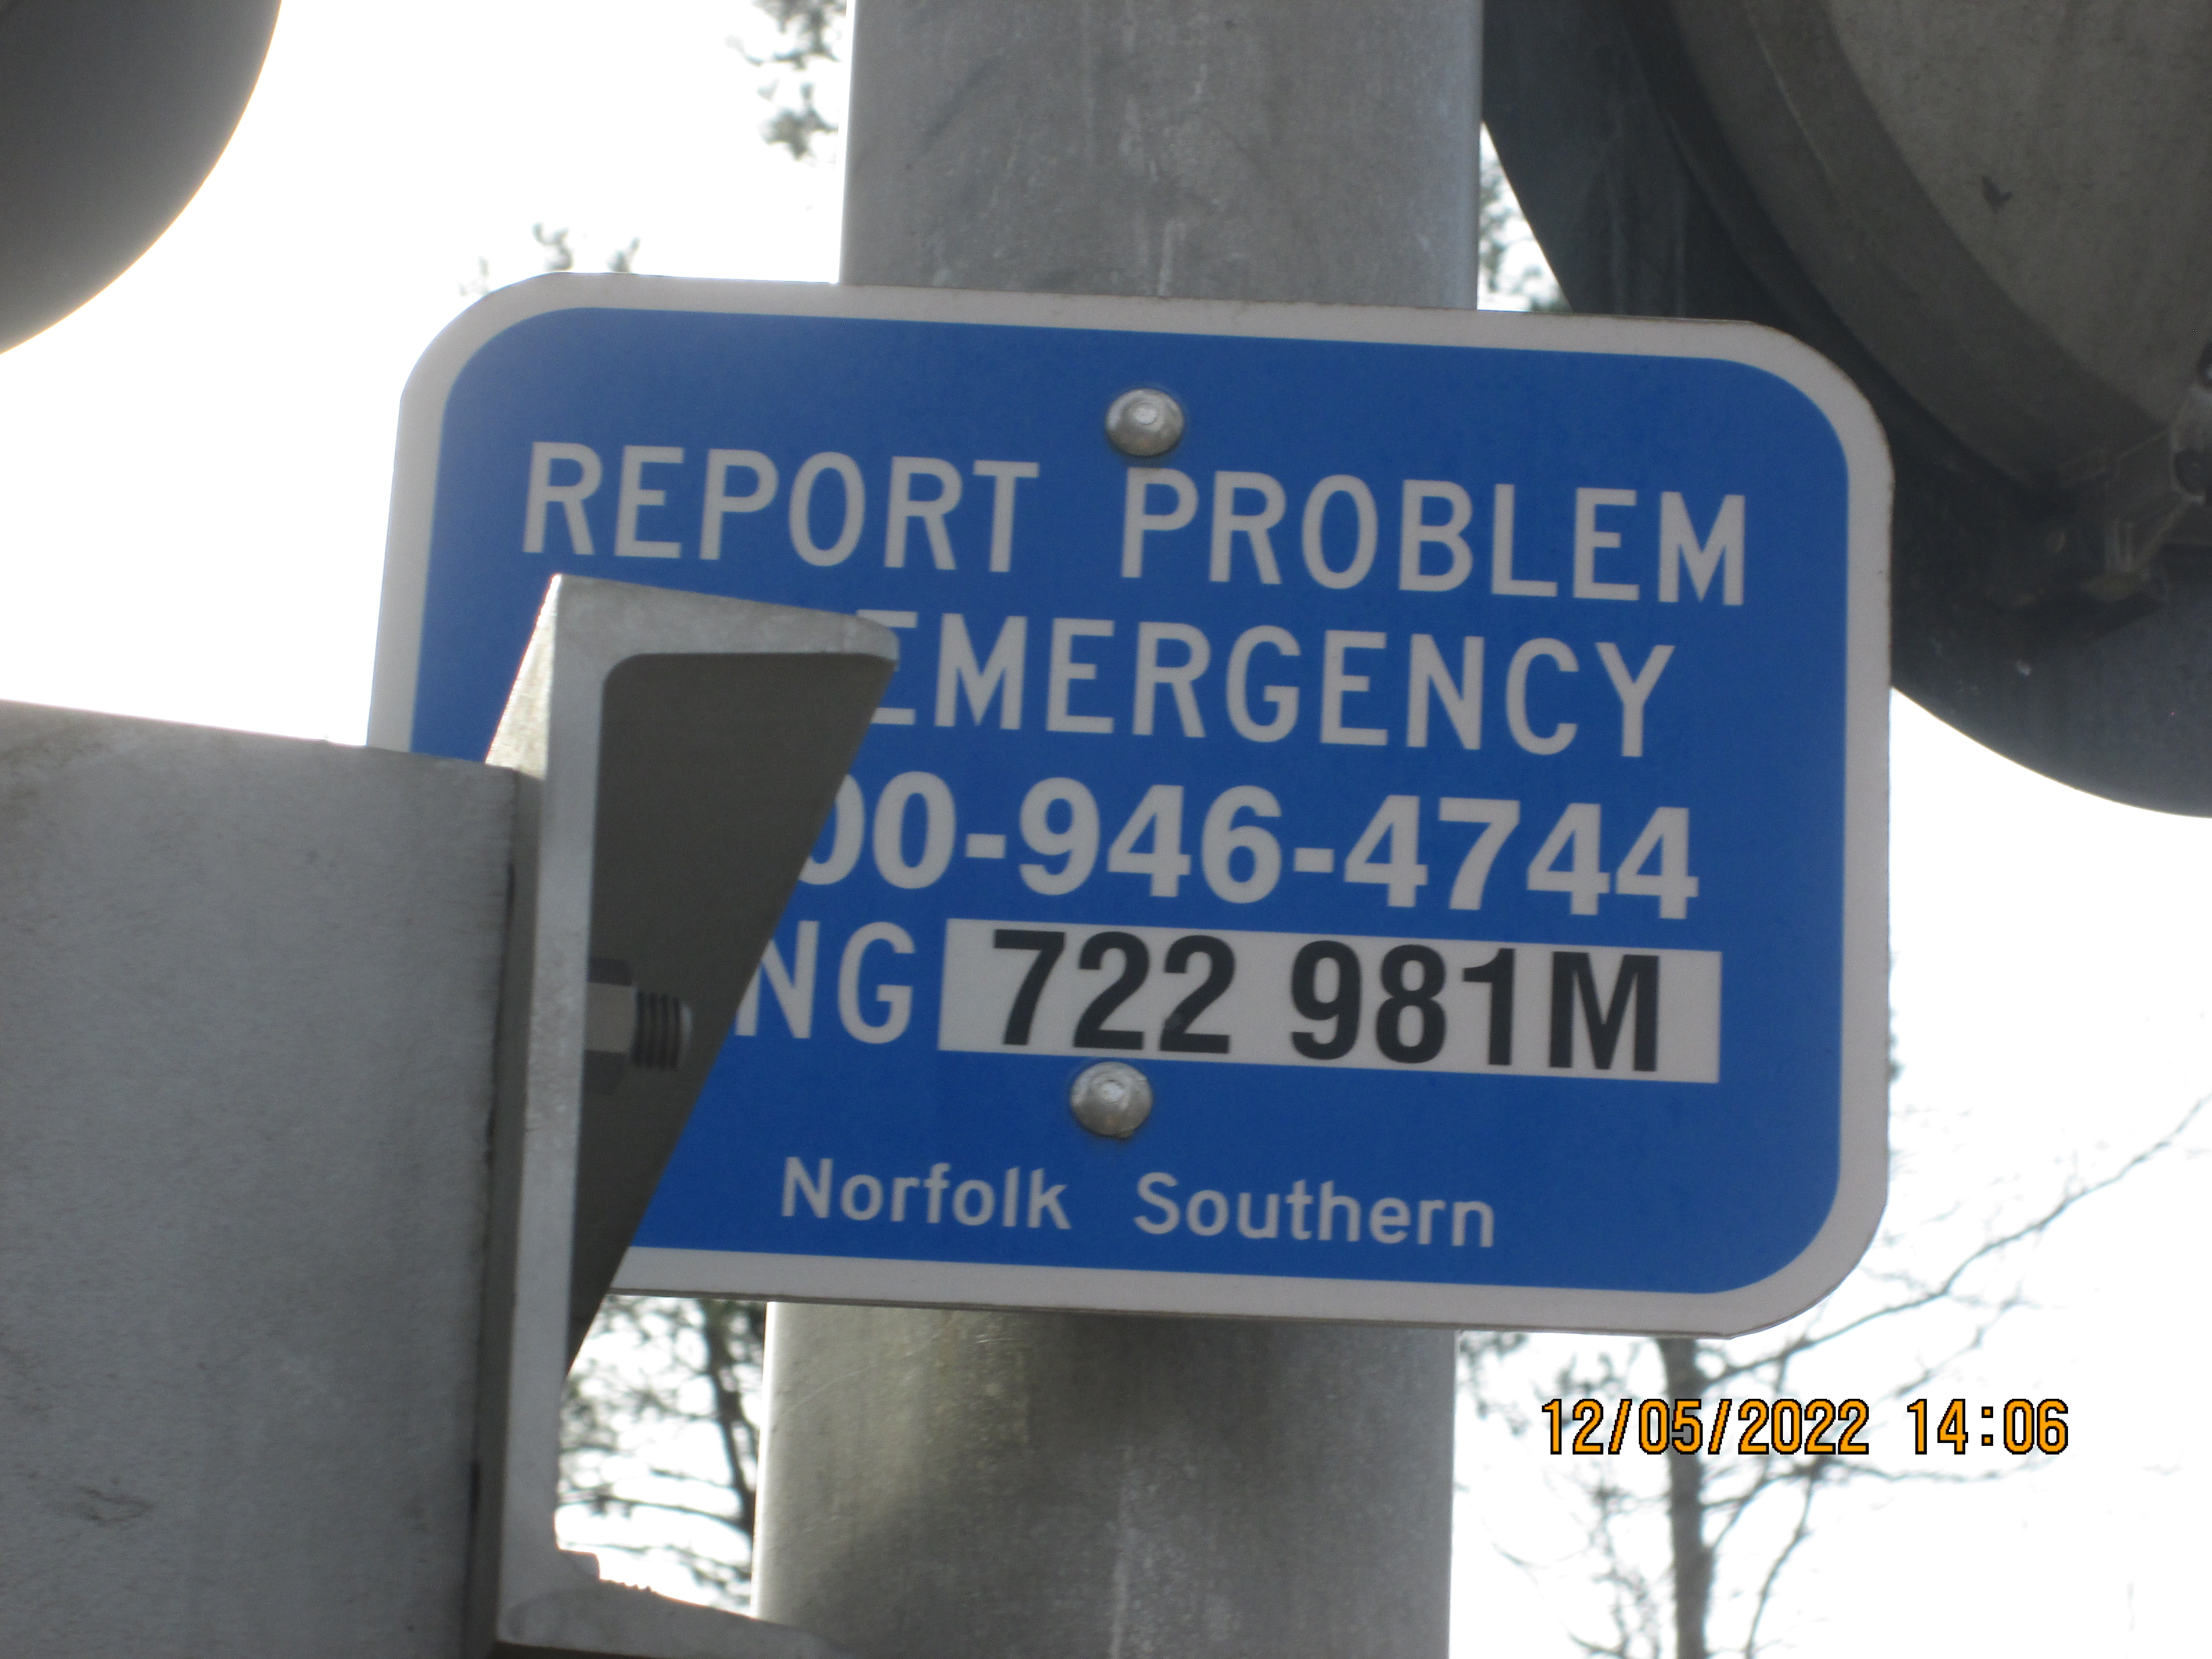 REPORT PROBLEM
EMERGENCY
00-946-4744
NG 722 981M
Norfolk Southern
12/05/2022 14:06